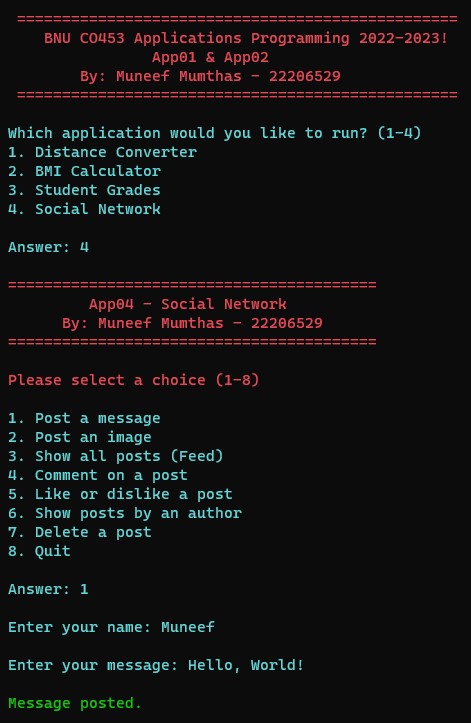 =================================================
BNU CO453 Applications Programming 2022-2023!
App01 & App02
By: Muneef Mumthas - 22206529
=================================================
Which application would you like to run? (1-4)
1. Distance Converter
2. BMI Calculator
3. Student Grades
4. Social Network
Answer: 4
=========================================
App04 - Social Network
By: Muneef Mumthas - 22206529
=========================================
Please select a choice (1-8)
1. Post a message
2. Post an image
3. Show all posts (Feed)
4. Comment on a post
5. Like or dislike a post
6. Show posts by an author
7. Delete a post
8. Quit
Answer: 1
Enter your name: Muneef
Enter your message: Hello, World!
Message posted.